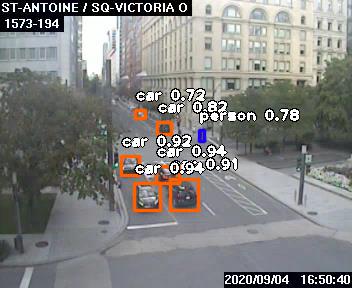 ST-ANTOINE / SQ-VICTORIA O
1573-194
car 0.72
car 0.82
person 0.78
car 0.92
car 0.94
0.91
car 0.94
2020/09/04 16:50:40